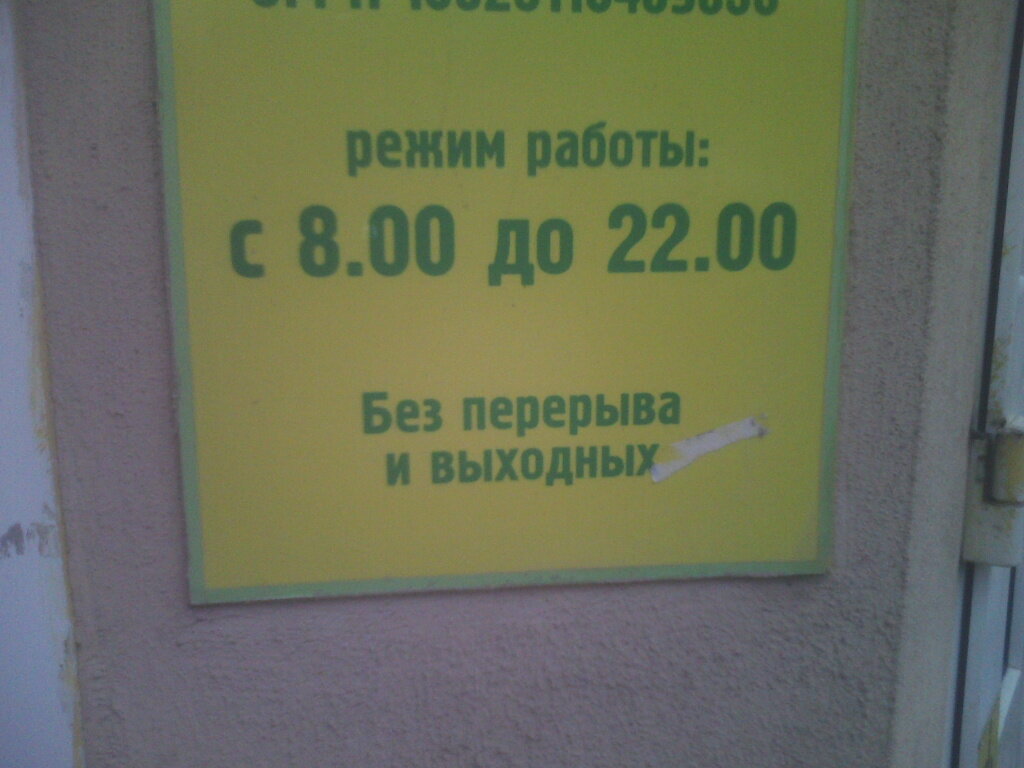 режим работы:
с 8.00 до 22.00
Без перерыва
и выходных